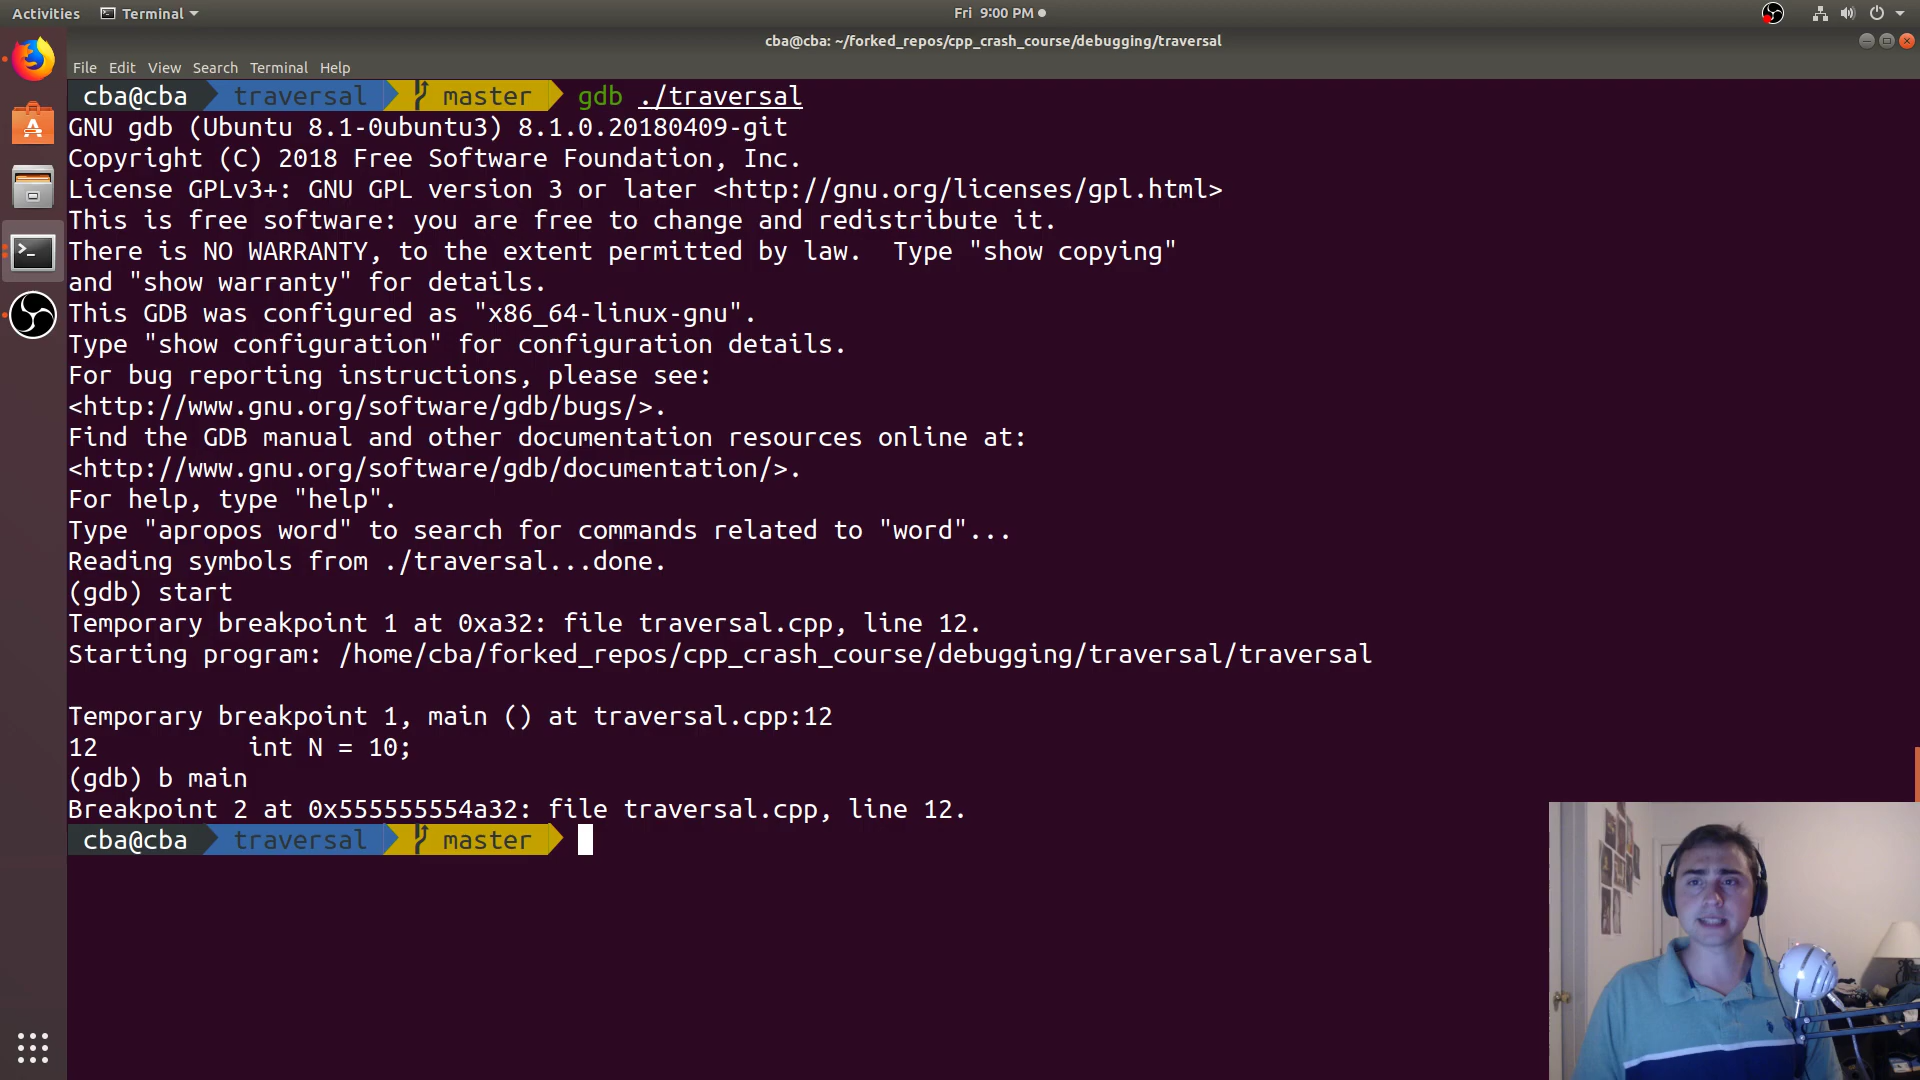 Activities Terminal Fri 9:00 PM
cba@cba: ~/forked_repos/cpp_crash_course/debugging/traversal
File Edit View Search Terminal Help
cba@cba traversal master gdb ./traversal
GNU gdb (Ubuntu 8.1-0ubuntu3) 8.1.0.20180409-git
Copyright (C) 2018 Free Software Foundation, Inc.
License GPLv3+: GNU GPL version 3 or later <http://gnu.org/licenses/gpl.html>
This is free software: you are free to change and redistribute it.
There is NO WARRANTY, to the extent permitted by law.  Type "show copying"
and "show warranty" for details.
This GDB was configured as "x86_64-linux-gnu".
Type "show configuration" for configuration details.
For bug reporting instructions, please see:
<http://www.gnu.org/software/gdb/bugs/>.
Find the GDB manual and other documentation resources online at:
<http://www.gnu.org/software/gdb/documentation/>.
For help, type "help".
Type "apropos word" to search for commands related to "word"...
Reading symbols from ./traversal...done.
(gdb) start
Temporary breakpoint 1 at 0xa32: file traversal.cpp, line 12.
Starting program: /home/cba/forked_repos/cpp_crash_course/debugging/traversal/traversal
Temporary breakpoint 1, main () at traversal.cpp:12
12          int N = 10;
(gdb) b main
Breakpoint 2 at 0x555555554a32: file traversal.cpp, line 12.
cba@cba traversal master